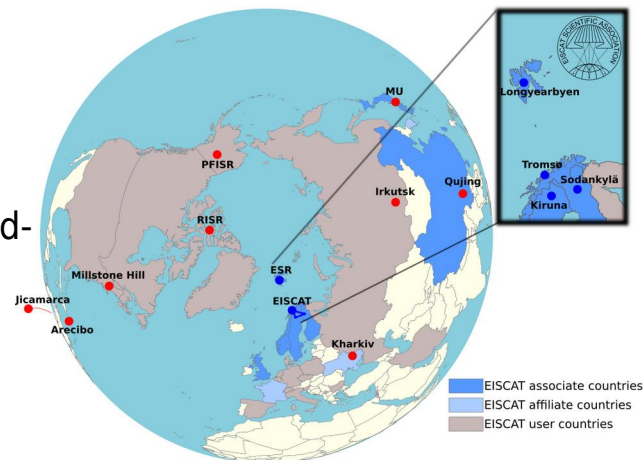 EISCAT SCIENTIFIC ASSOCIATION
Longyearbyen
MU
Tromsø
Sodankylä
Kiruna
PFISR
Irkutsk
Qujing
RISR
d-
ESR
Millstone Hill
Jicamarca
EISCAT
Arecibo
Kharkiv
EISCAT associate countries
EISCAT affiliate countries
EISCAT user countries